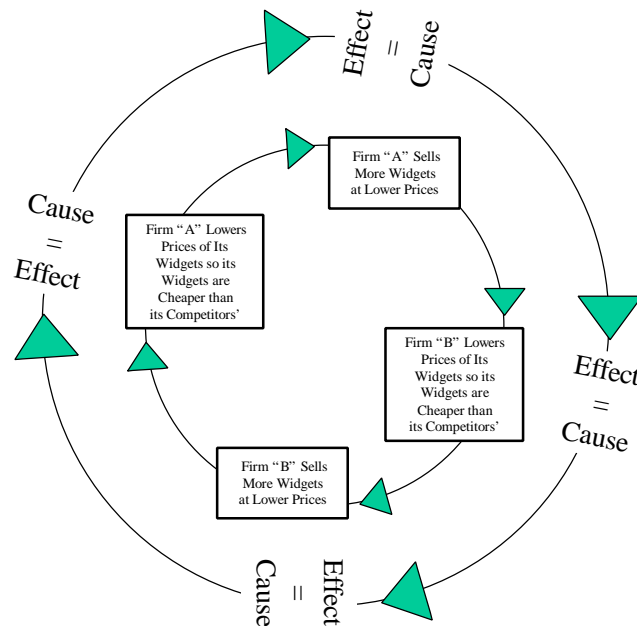 Effect
=
Cause
Firm “A” Sells
More Widgets
at Lower Prices
Cause
=
Effect
Firm “A” Lowers
Prices of Its
Widgets so its
Widgets are
Cheaper than
its Competitors’
Firm “B” Lowers
Prices of Its
Widgets so its
Widgets are
Cheaper than
its Competitors’
Effect
=
Cause
Firm “B” Sells
More Widgets
at Lower Prices
Effect
=
Cause